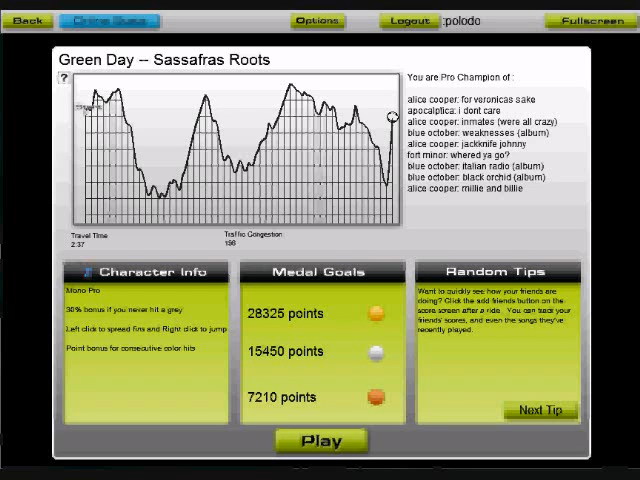 Back
Online Stats
Options
Logout
:polodo
Fullscreen
Green Day -- Sassafras Roots
?
Start
You are Pro Champion of :
alice cooper: for veronicas sake
apocalptica: i dont care
alice cooper: inmates (were all crazy)
blue october: weaknesses (album)
alice cooper: jackknife johnny
fort minor: whered ya go?
blue october: italian radio (album)
blue october: black orchid (album)
alice cooper: millie and billie
Travel Time
2:37
Traffic Congestion:
196
Character Info
Mono Pro
30% bonus if you never hit a grey
Left click to spread fins and Right click to jump
Point bonus for consecutive color hits
Medal Goals
28325 points
15450 points
7210 points
Random Tips
Want to quickly see how your friends are
doing? Click the add friends button on the
score screen after a ride. You can track your
friends' scores, and even the songs they've
recently played.
Next Tip
Play